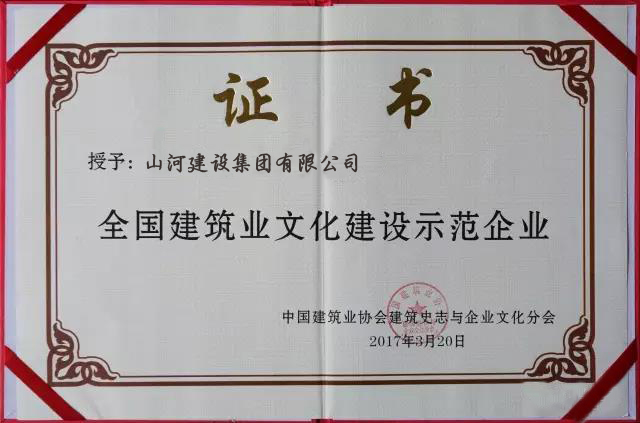 证书
授予：山河建设集团有限公司
全国建筑业文化建设示范企业
中国建筑业协会建筑史志与企业文化分会
2017年3月20日